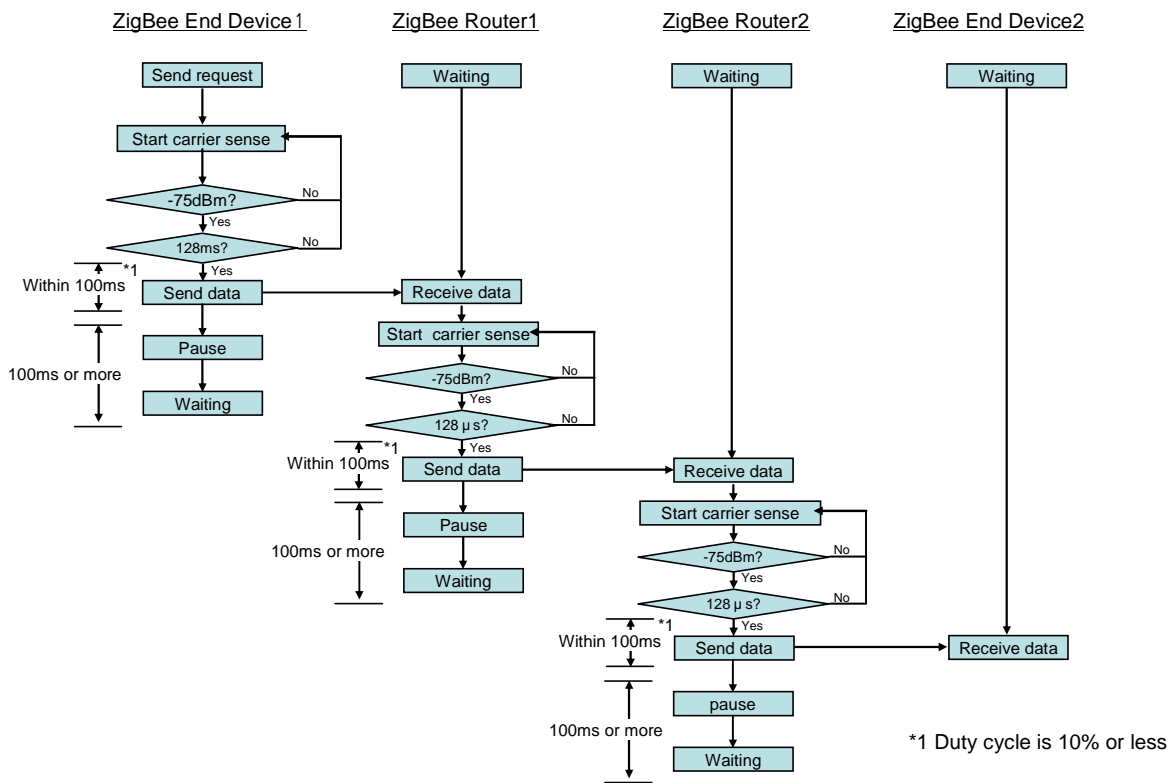 ZigBee End Device1
ZigBee Router1
ZigBee Router2
ZigBee End Device2
Send request
Waiting
Waiting
Waiting
Start carrier sense
-75dBm?
No
Yes
128ms?
No
Yes
*1
Within 100ms
Send data
Receive data
Start carrier sense
Pause
100ms or more
-75dBm?
No
Yes
Waiting
128 μ s?
No
Yes
*1
Within 100ms
Send data
Receive data
Start carrier sense
Pause
100ms or more
-75dBm?
No
Yes
Waiting
128 μ s?
No
Yes
*1
Within 100ms
Send data
Receive data
pause
100ms or more
Waiting
*1 Duty cycle is 10% or less